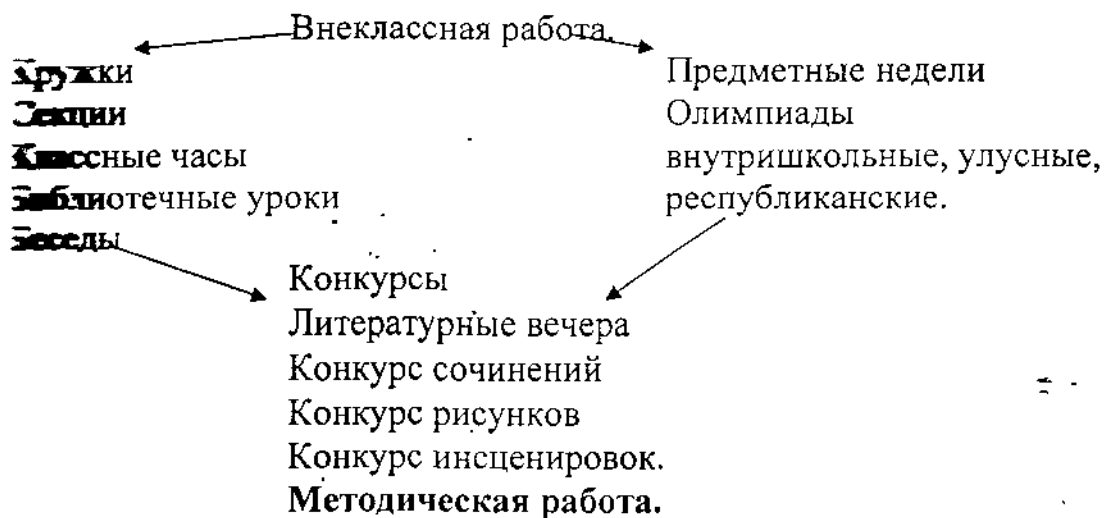 Внеклассная работа.
Кружки
Секции
Классные часы
Библиотечные уроки
Беседы
Предметные недели
Олимпиады
внутришкольные, улусные,
республиканские.
Конкурсы
Литературные вечера
Конкурс сочинений
Конкурс рисунков
Конкурс инсценировок.
Методическая работа.